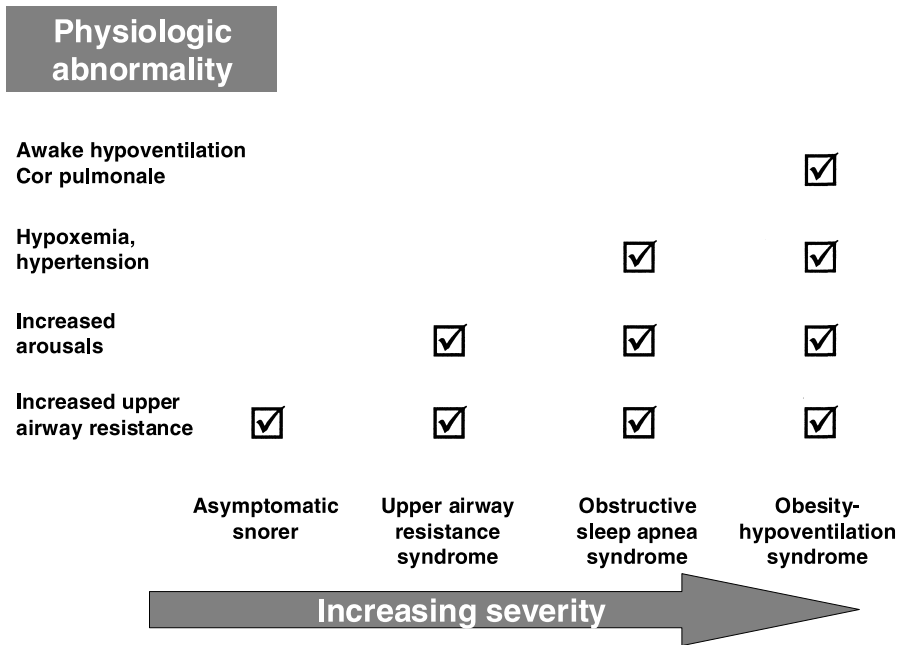 Physiologic
abnormality
Awake hypoventilation
Cor pulmonale
Hypoxemia,
hypertension
Increased
arousals
Increased upper
airway resistance
Asymptomatic
snorer
Upper airway
resistance
syndrome
Obstructive
sleep apnea
syndrome
Obesity-
hypoventilation
syndrome
Increasing severity